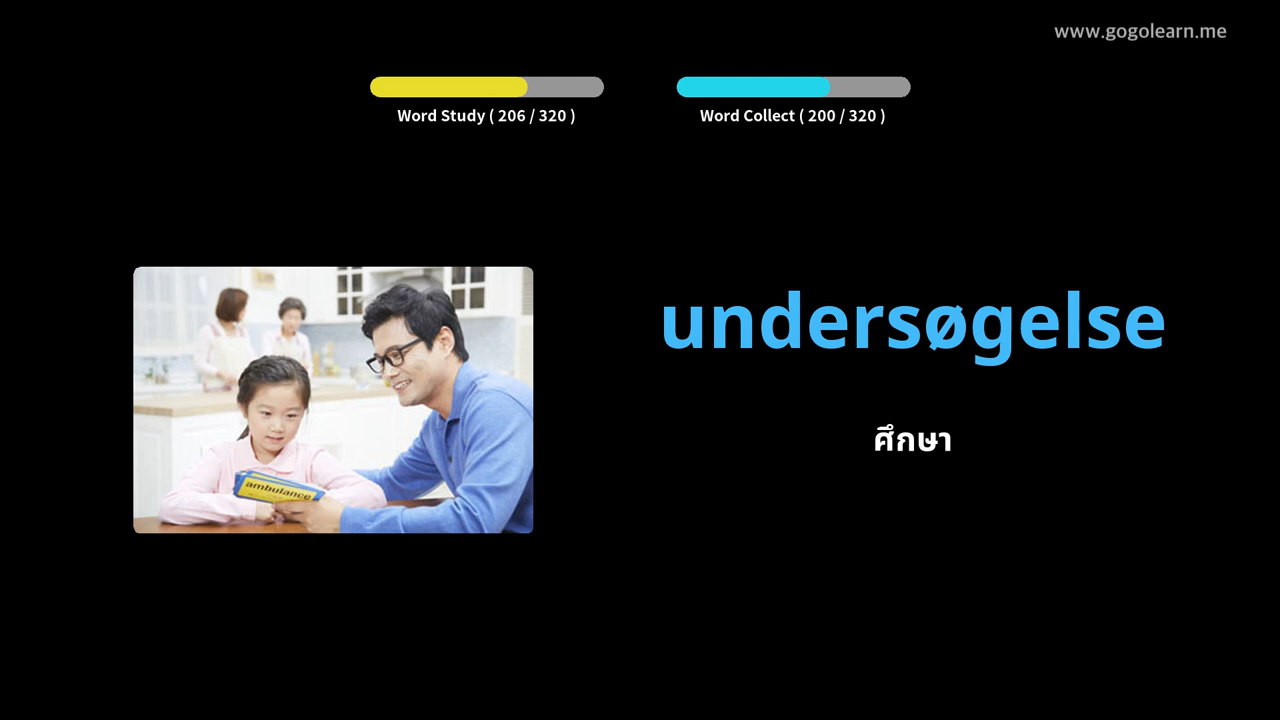 www.gogolearn.me
Word Study ( 206 / 320 )
Word Collect ( 200 / 320 )
undersøgelse
ศึกษา
ambulance